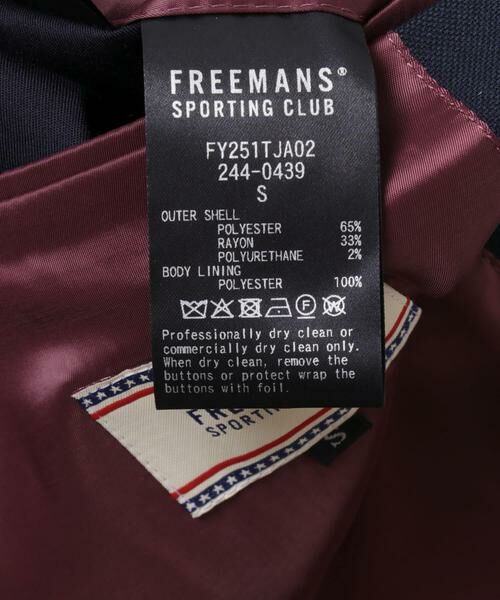 FREEMANS®
SPORTING CLUB
FY251TJA02
244-0439
S
OUTER SHELL
POLYESTER 65%
RAYON 33%
POLYURETHANE 2%
BODY LINING
POLYESTER 100%
Professionally dry clean or
commercially dry clean only.
When dry clean, remove the
buttons or protect wrap the
buttons with foil.
FREEMANS
SPORTIN
S